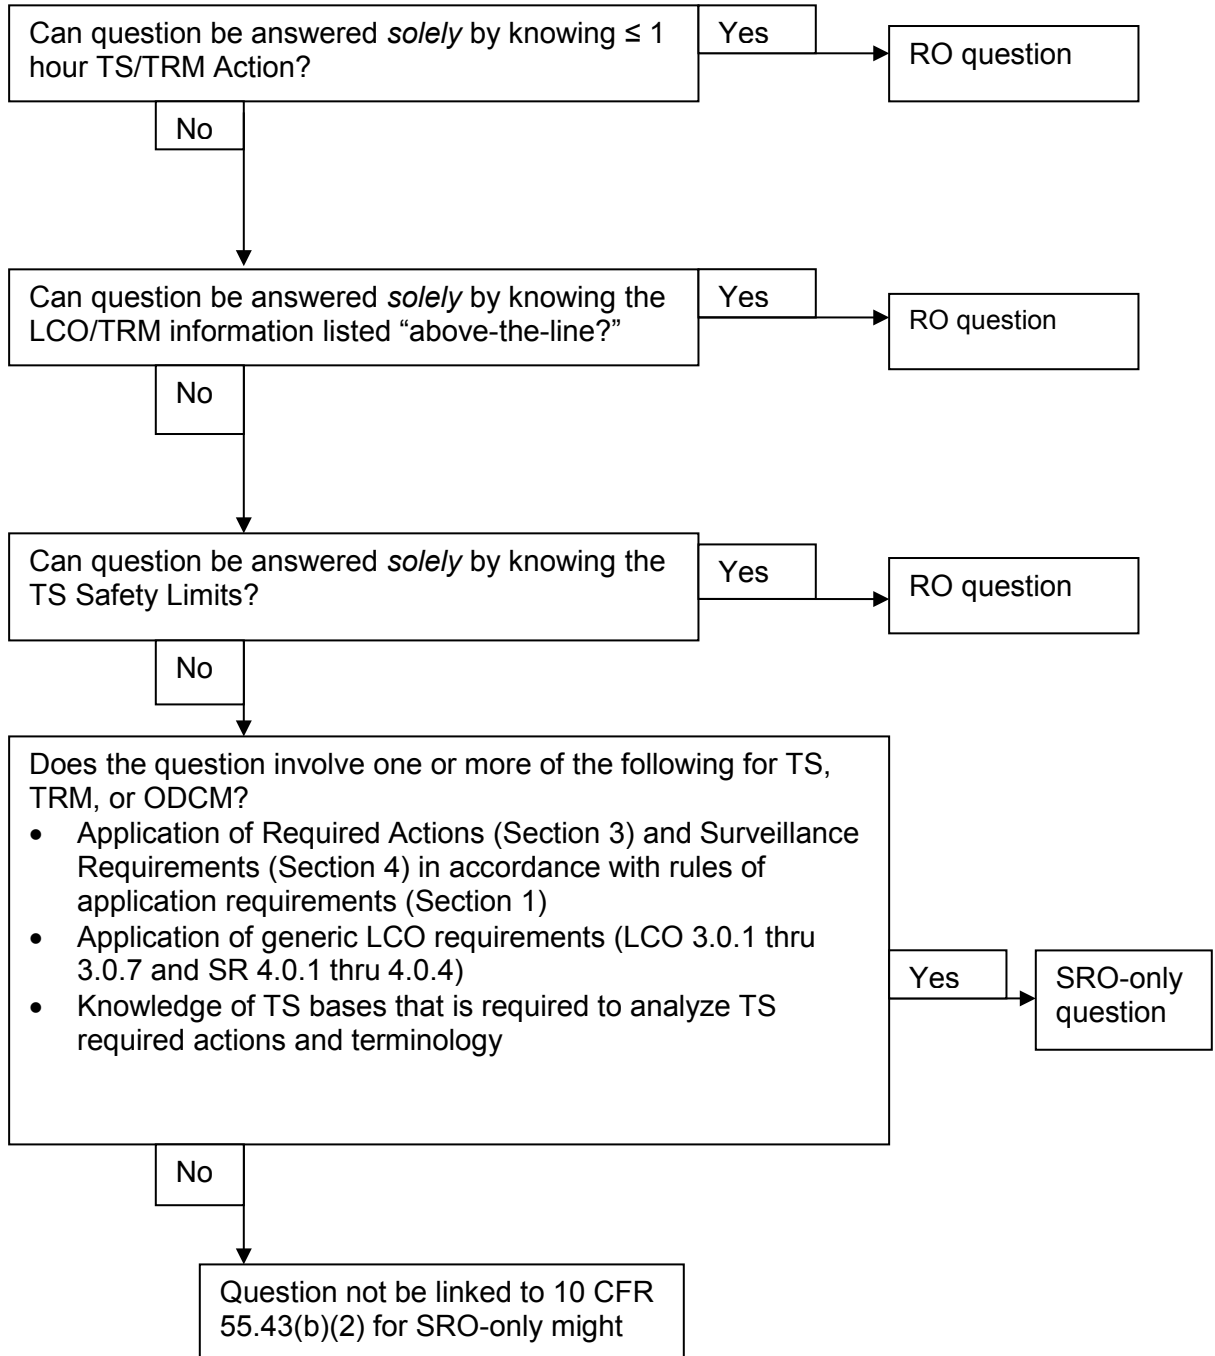 Can question be answered solely by knowing ≤ 1
hour TS/TRM Action?
Yes
RO question
No
Can question be answered solely by knowing the
LCO/TRM information listed “above-the-line?”
Yes
RO question
No
Can question be answered solely by knowing the
TS Safety Limits?
Yes
RO question
No
Does the question involve one or more of the following for TS,
TRM, or ODCM?
• Application of Required Actions (Section 3) and Surveillance
Requirements (Section 4) in accordance with rules of
application requirements (Section 1)
• Application of generic LCO requirements (LCO 3.0.1 thru
3.0.7 and SR 4.0.1 thru 4.0.4)
• Knowledge of TS bases that is required to analyze TS
required actions and terminology
Yes
SRO-only
question
No
Question not be linked to 10 CFR
55.43(b)(2) for SRO-only might